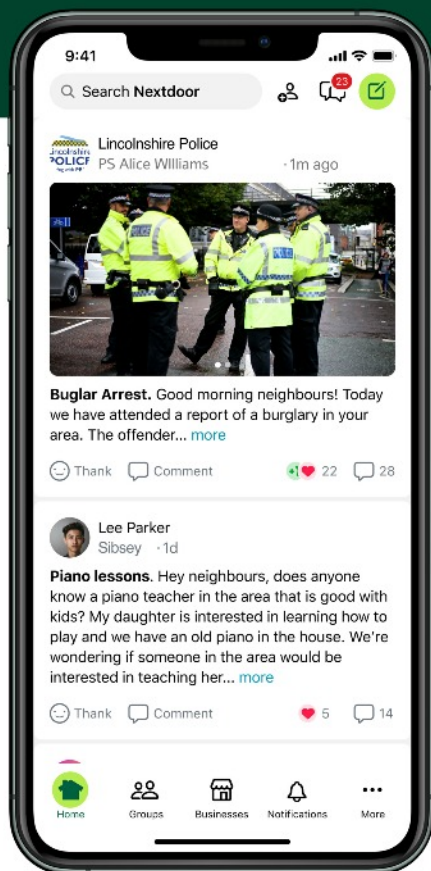 9:41
Search Nextdoor
23
Lincolnshire
POLICE
Lincolnshire Police
PS Alice Williams · 1m ago
POLICE
Buglar Arrest. Good morning neighbours! Today
we have attended a report of a burglary in your
area. The offender... more
Thank Comment +1 22 28
Lee Parker
Sibsey · 1d
Piano lessons. Hey neighbours, does anyone
know a piano teacher in the area that is good with
kids? My daughter is interested in learning how to
play and we have an old piano in the house. We're
wondering if someone in the area would be
interested in teaching her... more
Thank Comment 5 14
Home Groups Businesses Notifications More